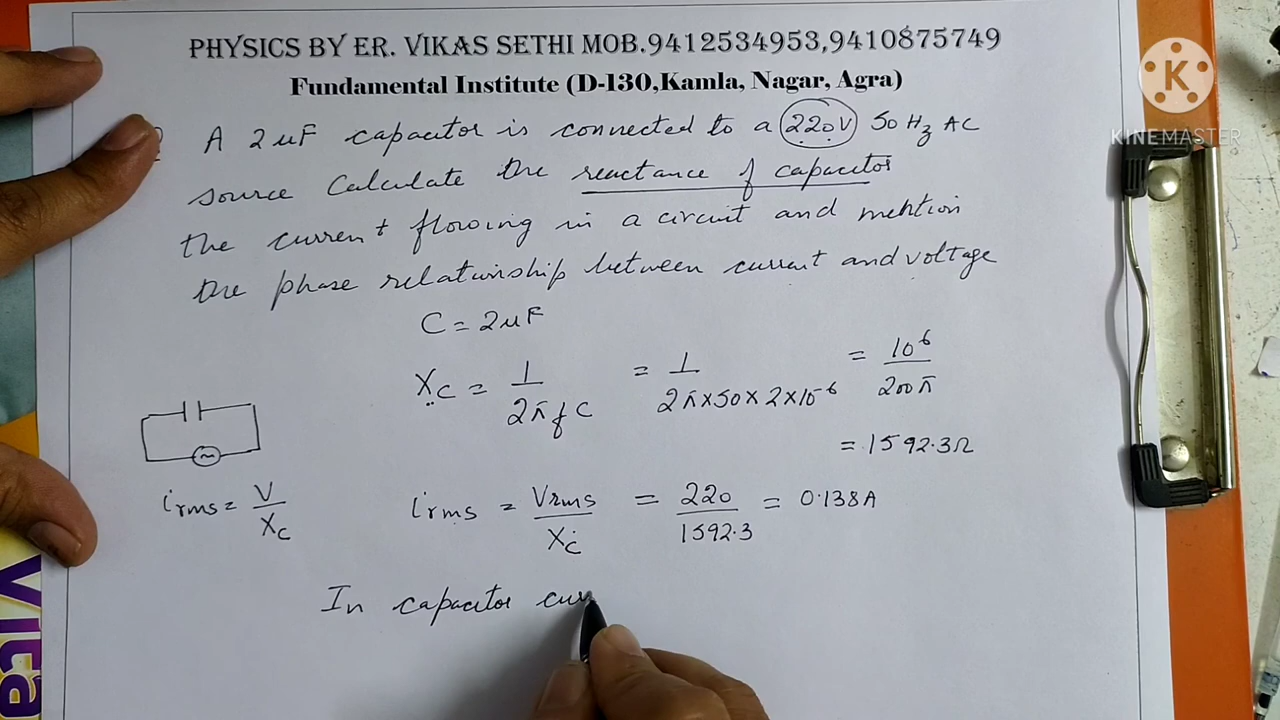 PHYSICS BY ER. VIKAS SETHI MOB.9412534953,9410875749
Fundamental Institute (D-130,Kamla, Nagar, Agra)
K
KINEMASTER
A 2uF capacitor is connected to a 220V 50 Hz AC
source Calculate the reactance of capacitor
the current flowing in a circuit and mention
the phase relationship between current and voltage
C = 2μF
Xc = 1/2πfC = 1/2π×50×2×10⁻⁶ = 10⁶/200π
= 1592.3Ω
irms = V/Xc irms = Vrms/Xc = 220/1592.3 = 0.138A
In capacitor cur
Vita